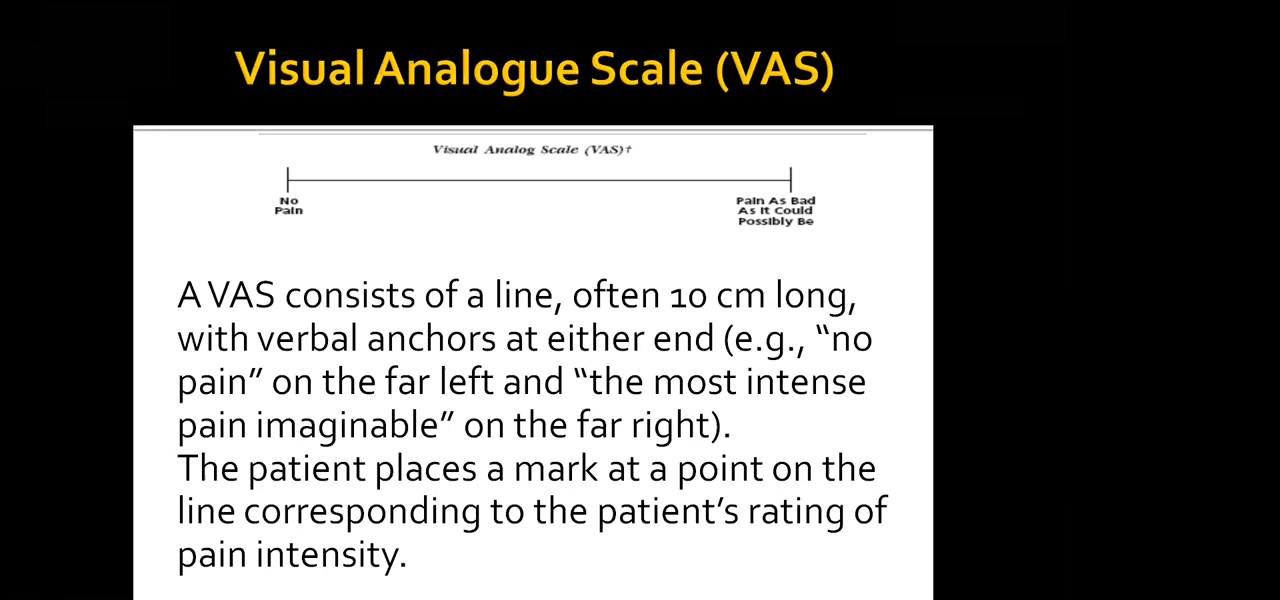 Visual Analogue Scale (VAS)
Visual Analog Scale (VAS)†
No
Pain
Pain As Bad
As It Could
Possibly Be
A VAS consists of a line, often 10 cm long,
with verbal anchors at either end (e.g., “no
pain” on the far left and “the most intense
pain imaginable” on the far right).
The patient places a mark at a point on the
line corresponding to the patient’s rating of
pain intensity.